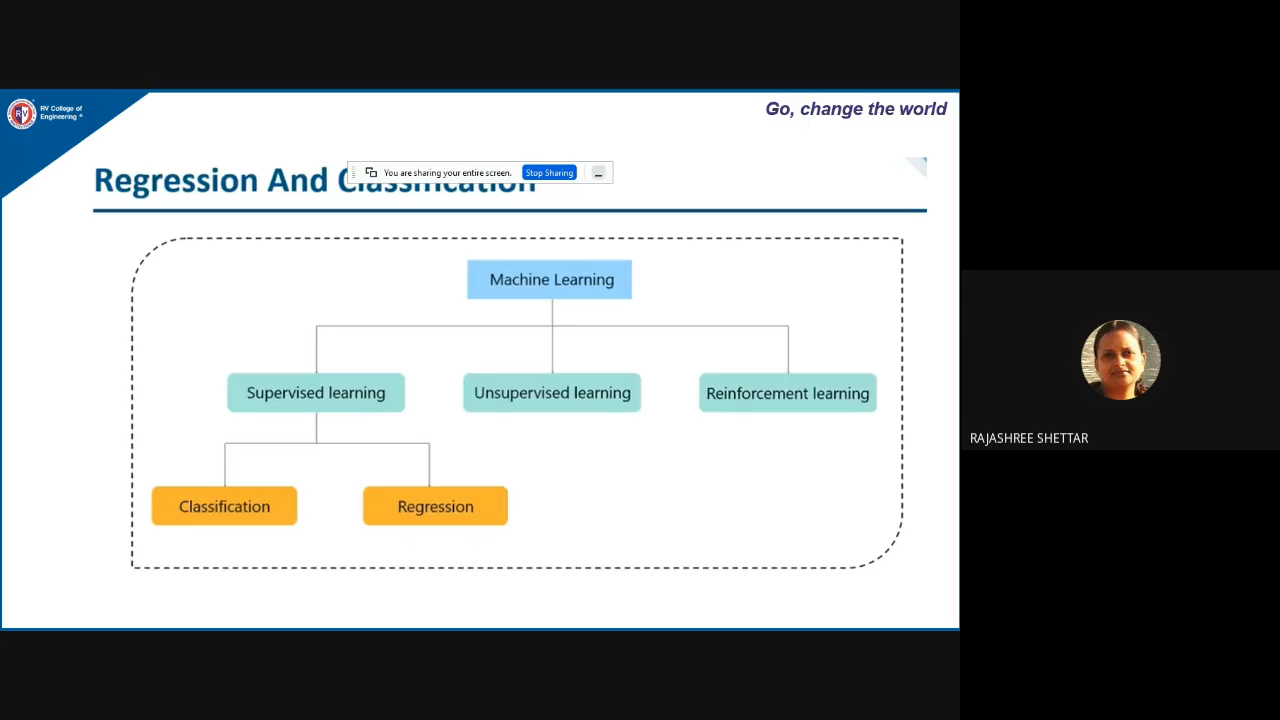 RV College of
Engineering
Go, change the world
You are sharing your entire screen.
Stop Sharing
Regression And Classification
Machine Learning
Supervised learning
Unsupervised learning
Reinforcement learning
Classification
Regression
RAJASHREE SHETTAR